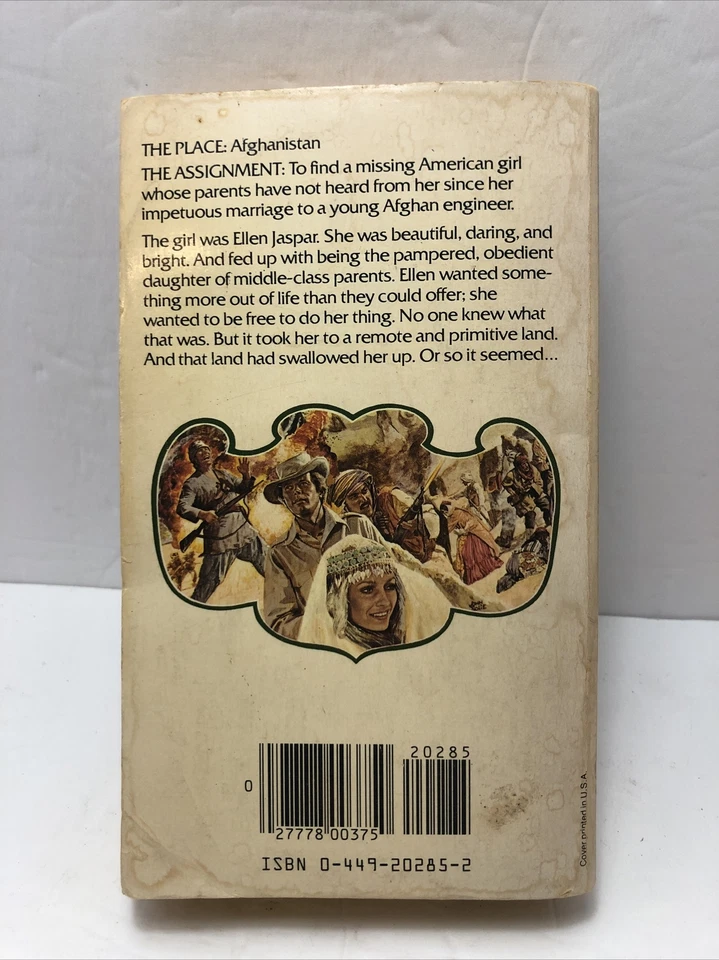 THE PLACE: Afghanistan
THE ASSIGNMENT: To find a missing American girl
whose parents have not heard from her since her
impetuous marriage to a young Afghan engineer.
The girl was Ellen Jaspar. She was beautiful, daring, and
bright. And fed up with being the pampered, obedient
daughter of middle-class parents. Ellen wanted some-
thing more out of life than they could offer; she
wanted to be free to do her thing. No one knew what
that was. But it took her to a remote and primitive land.
And that land had swallowed her up. Or so it seemed...
20285
0
27778 00375
ISBN 0-449-20285-2
Cover printed in U.S.A.